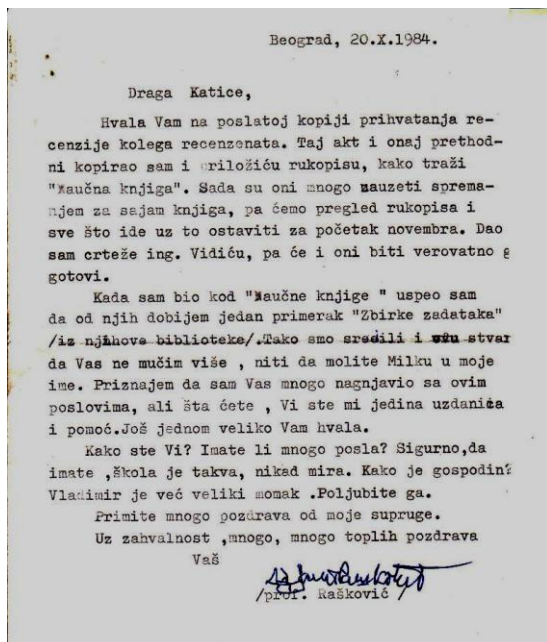 Beograd, 20.X.1984.
Draga Katice,
Hvala Vam na poslatoj kopiji prihvatanja re-
cenzije kolega recenzenata. Taj akt i onaj prethod-
ni kopirao sam i priložiću rukopisu, kako traži
"Naučna knjiga". Sada su oni mnogo zauzeti sprema-
njem za sajam knjiga, pa ćemo pregled rukopisa i
sve što ide uz to ostaviti za početak novembra. Dao
sam crteže ing. Vidiću, pa će i oni biti verovatno g
gotovi.
Kada sam bio kod "Naučne knjige " uspeo sam
da od njih dobijem jedan primerak "Zbirke zadataka"
/iz njihove biblioteke/.Tako smo sredili i ovu stvar
da Vas ne mučim više , niti da molite Milku u moje
ime. Priznajem da sam Vas mnogo nagnjavio sa ovim
poslovima, ali šta ćete , Vi ste mi jedina uzdanica
i pomoć.Još jednom veliko Vam hvala.
Kako ste Vi? Imate li mnogo posla? Sigurno,da
imate ,škola je takva, nikad mira. Kako je gospodin?
Vladimir je već veliki momak .Poljubite ga.
Primite mnogo pozdrava od moje supruge.
Uz zahvalnost ,mnogo, mnogo toplih pozdrava
Vaš
/prof. Rašković /